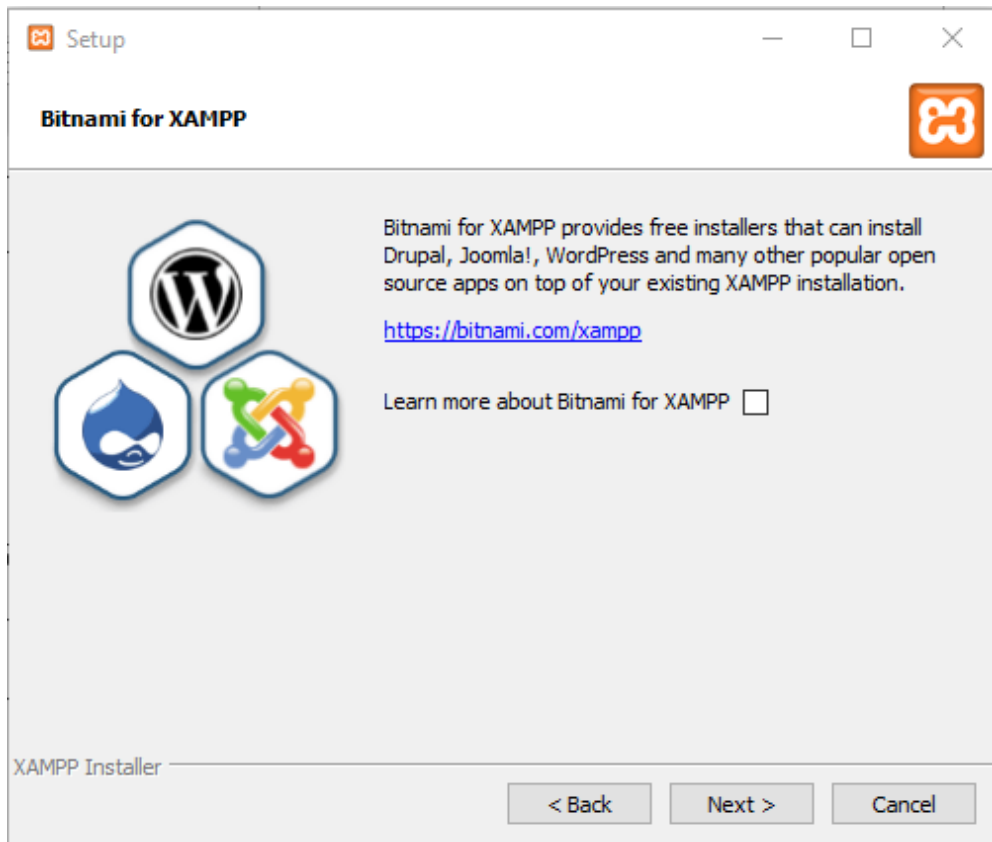 Setup
Bitnami for XAMPP
Bitnami for XAMPP provides free installers that can install
Drupal, Joomla!, WordPress and many other popular open
source apps on top of your existing XAMPP installation.
https://bitnami.com/xampp
Learn more about Bitnami for XAMPP
XAMPP Installer
< Back Next > Cancel